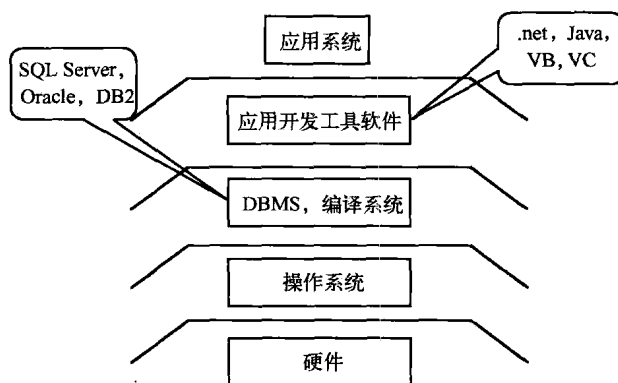 应用系统
.net，Java，
VB, VC
SQL Server，
Oracle，DB2
应用开发工具软件
DBMS，编译系统
操作系统
硬件